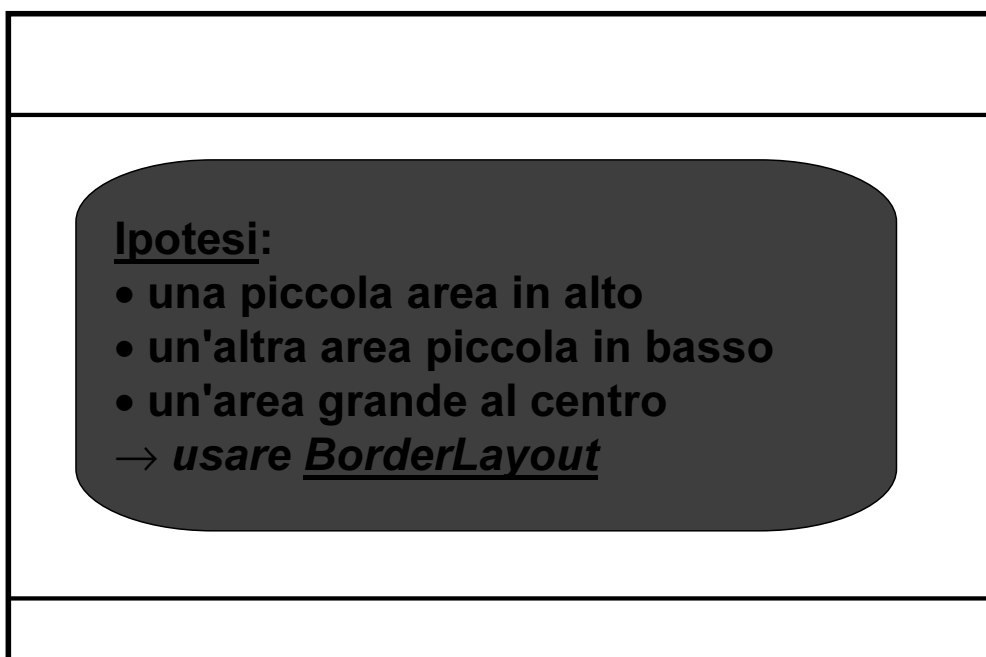 Ipotesi:
• una piccola area in alto
• un'altra area piccola in basso
• un'area grande al centro
→ usare BorderLayout